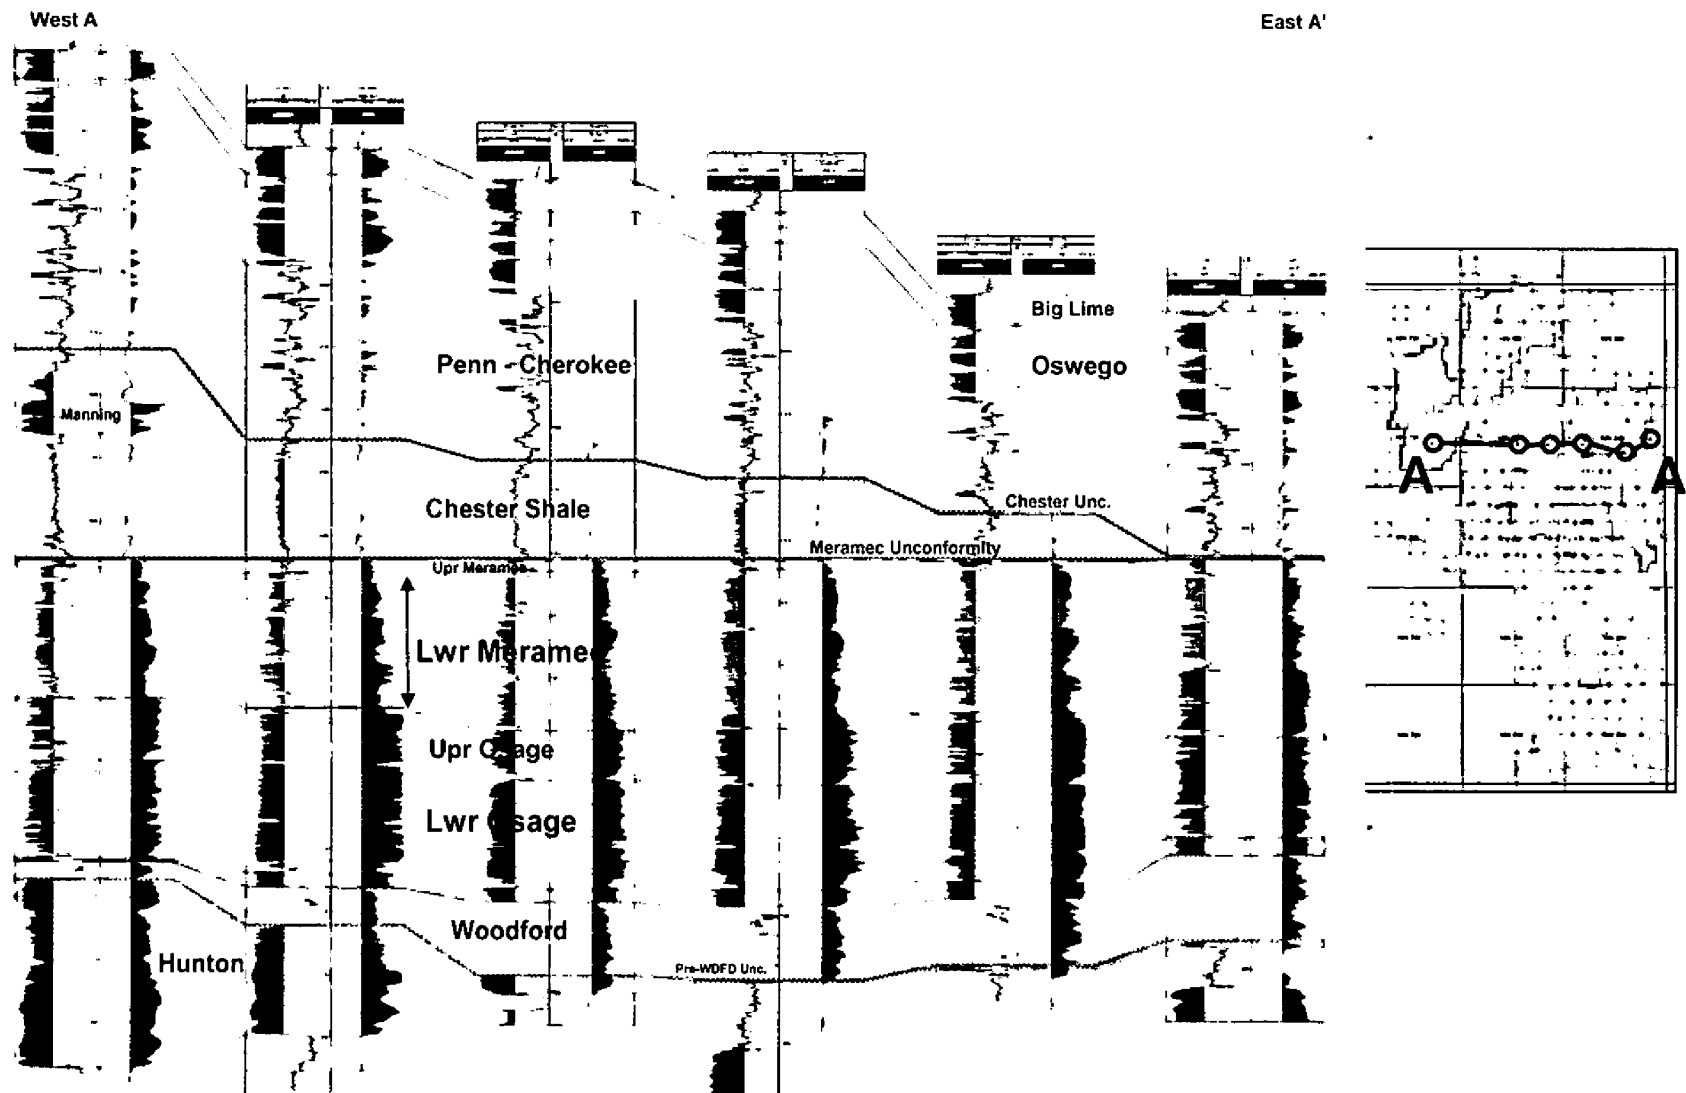 West A
East A'
Big Lime
Penn - Cherokee
Oswego
Manning
Chester Unc.
Chester Shale
Meramec Unconformity
Upr Meramec
Lwr Meramec
Upr Osage
Lwr Osage
Woodford
Hunton
Pre-WDFD Unc.
A
A